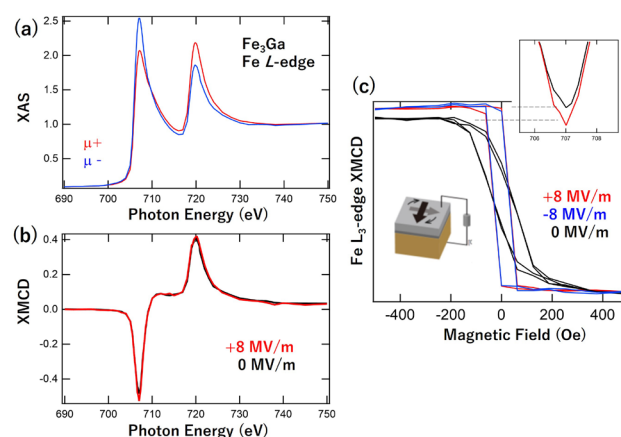 (a)
2.5
2.0
1.5
1.0
XAS
Fe₃Ga
Fe L-edge
μ+
μ -
690 700 710 720 730 740 750
Photon Energy (eV)
(b)
0.4
0.2
0.0
-0.2
-0.4
XMCD
+8 MV/m
0 MV/m
690 700 710 720 730 740 750
Photon Energy (eV)
(c)
706 707 708
Fe L₃-edge XMCD
+8 MV/m
-8 MV/m
0 MV/m
-400 -200 0 200 400
Magnetic Field (Oe)